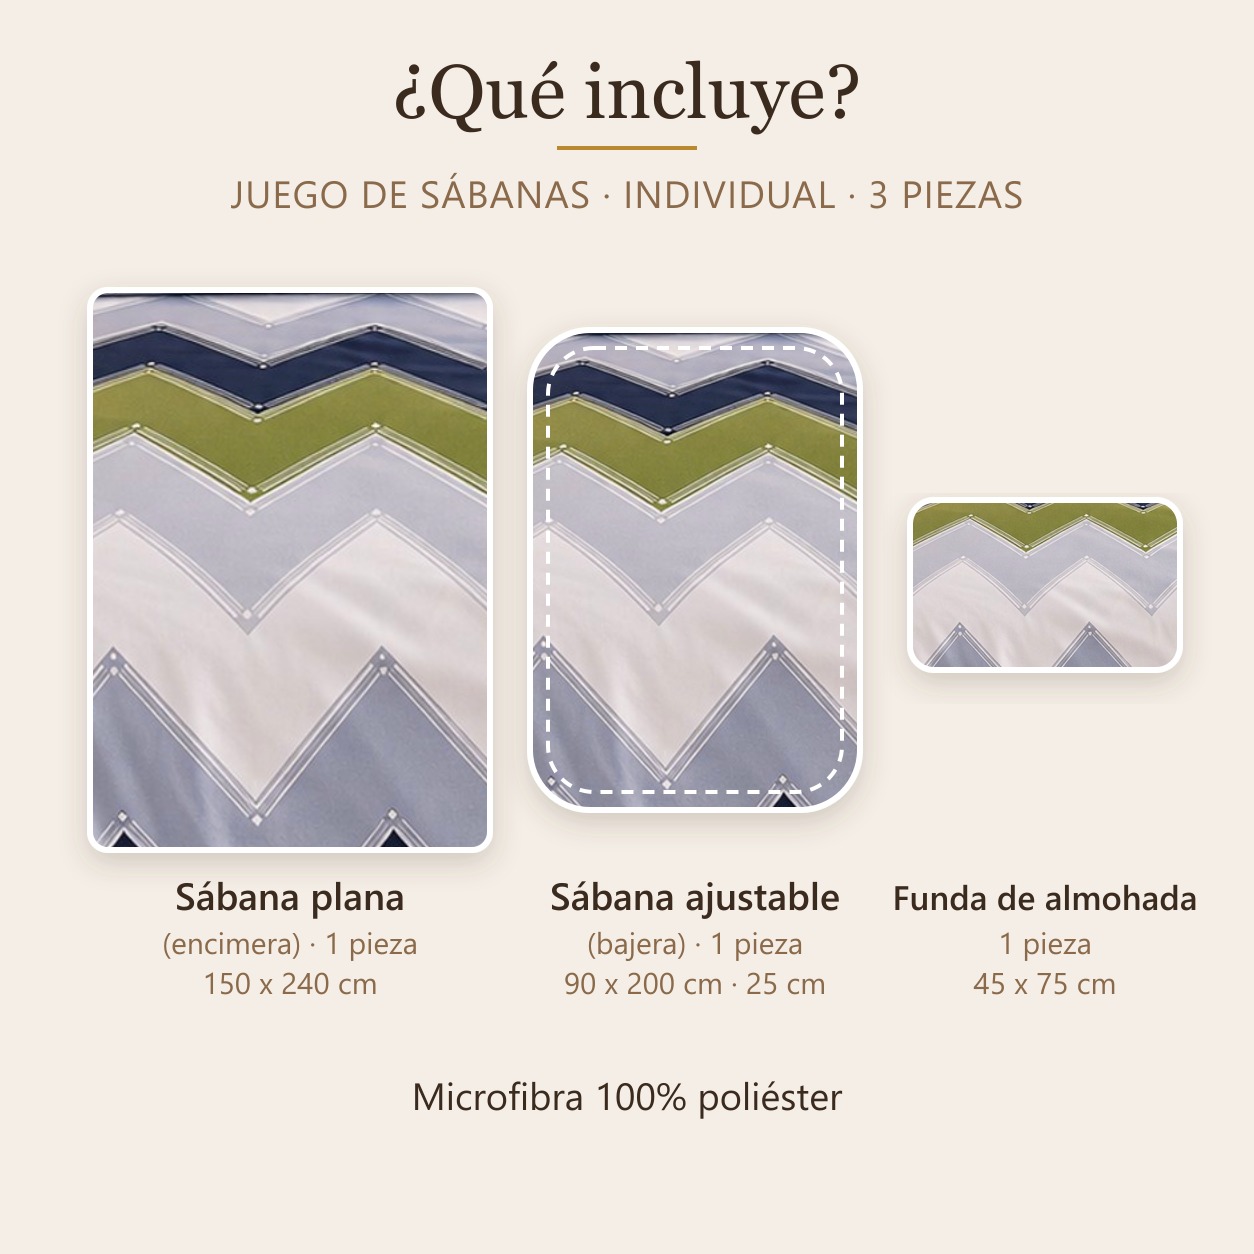 ¿Qué incluye?
JUEGO DE SÁBANAS · INDIVIDUAL · 3 PIEZAS
Sábana plana
(encimera) · 1 pieza
150 x 240 cm
Sábana ajustable
(bajera) · 1 pieza
90 x 200 cm · 25 cm
Funda de almohada
1 pieza
45 x 75 cm
Microfibra 100% poliéster